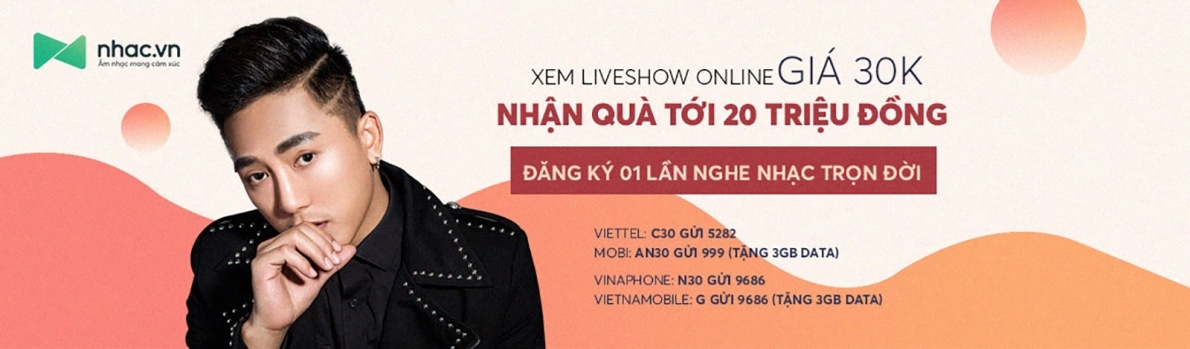 nhac.vn
Âm nhạc mang cảm xúc
XEM LIVESHOW ONLINE GIÁ 30K
NHẬN QUÀ TỚI 20 TRIỆU ĐỒNG
ĐĂNG KÝ 01 LẦN NGHE NHẠC TRỌN ĐỜI
VIETTEL: C30 GỬI 5282
MOBI: AN30 GỬI 999 (TẶNG 3GB DATA)
VINAPHONE: N30 GỬI 9686
VIETNAMOBILE: G GỬI 9686 (TẶNG 3GB DATA)